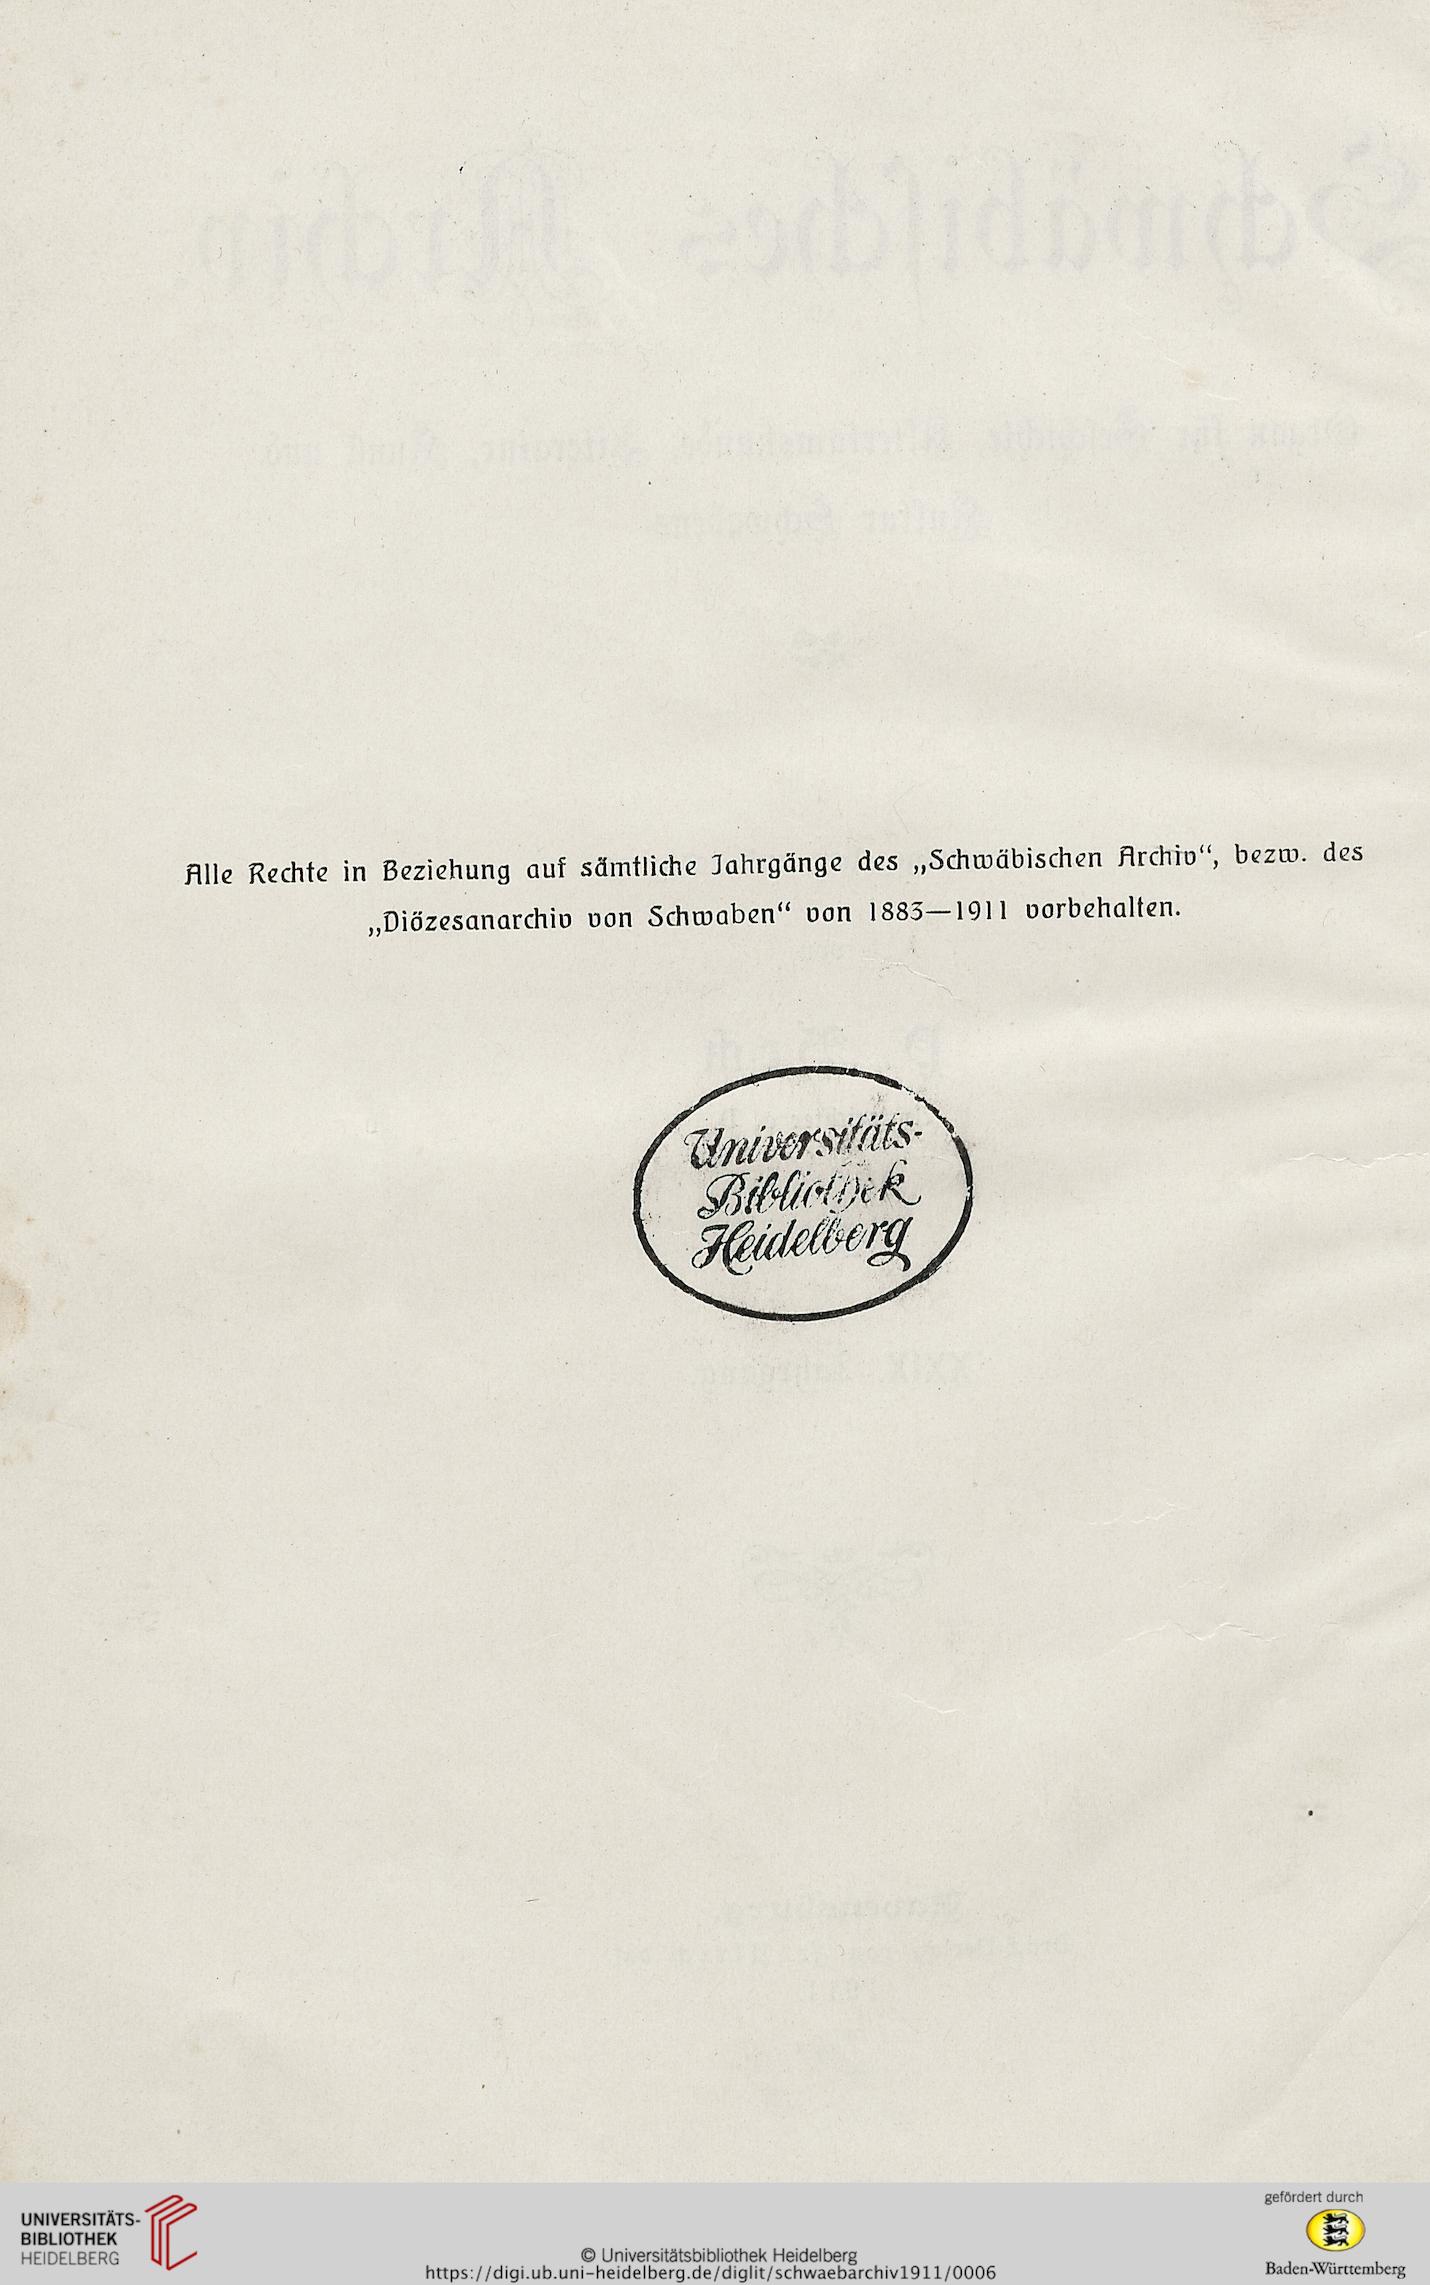 Alle Rechte in Beziehung auf sämtliche Jahrgänge des „Schwäbischen Archiv“, bezw. des
„Diözesanarchiv von Schwaben“ von 1883—1911 vorbehalten.
Universitäts-
Bibliothek
Heidelberg
UNIVERSITÄTS-
BIBLIOTHEK
HEIDELBERG
© Universitätsbibliothek Heidelberg
https://digi.ub.uni-heidelberg.de/diglit/schwaebarchiv1911/0006
gefördert durch
Baden-Württemberg